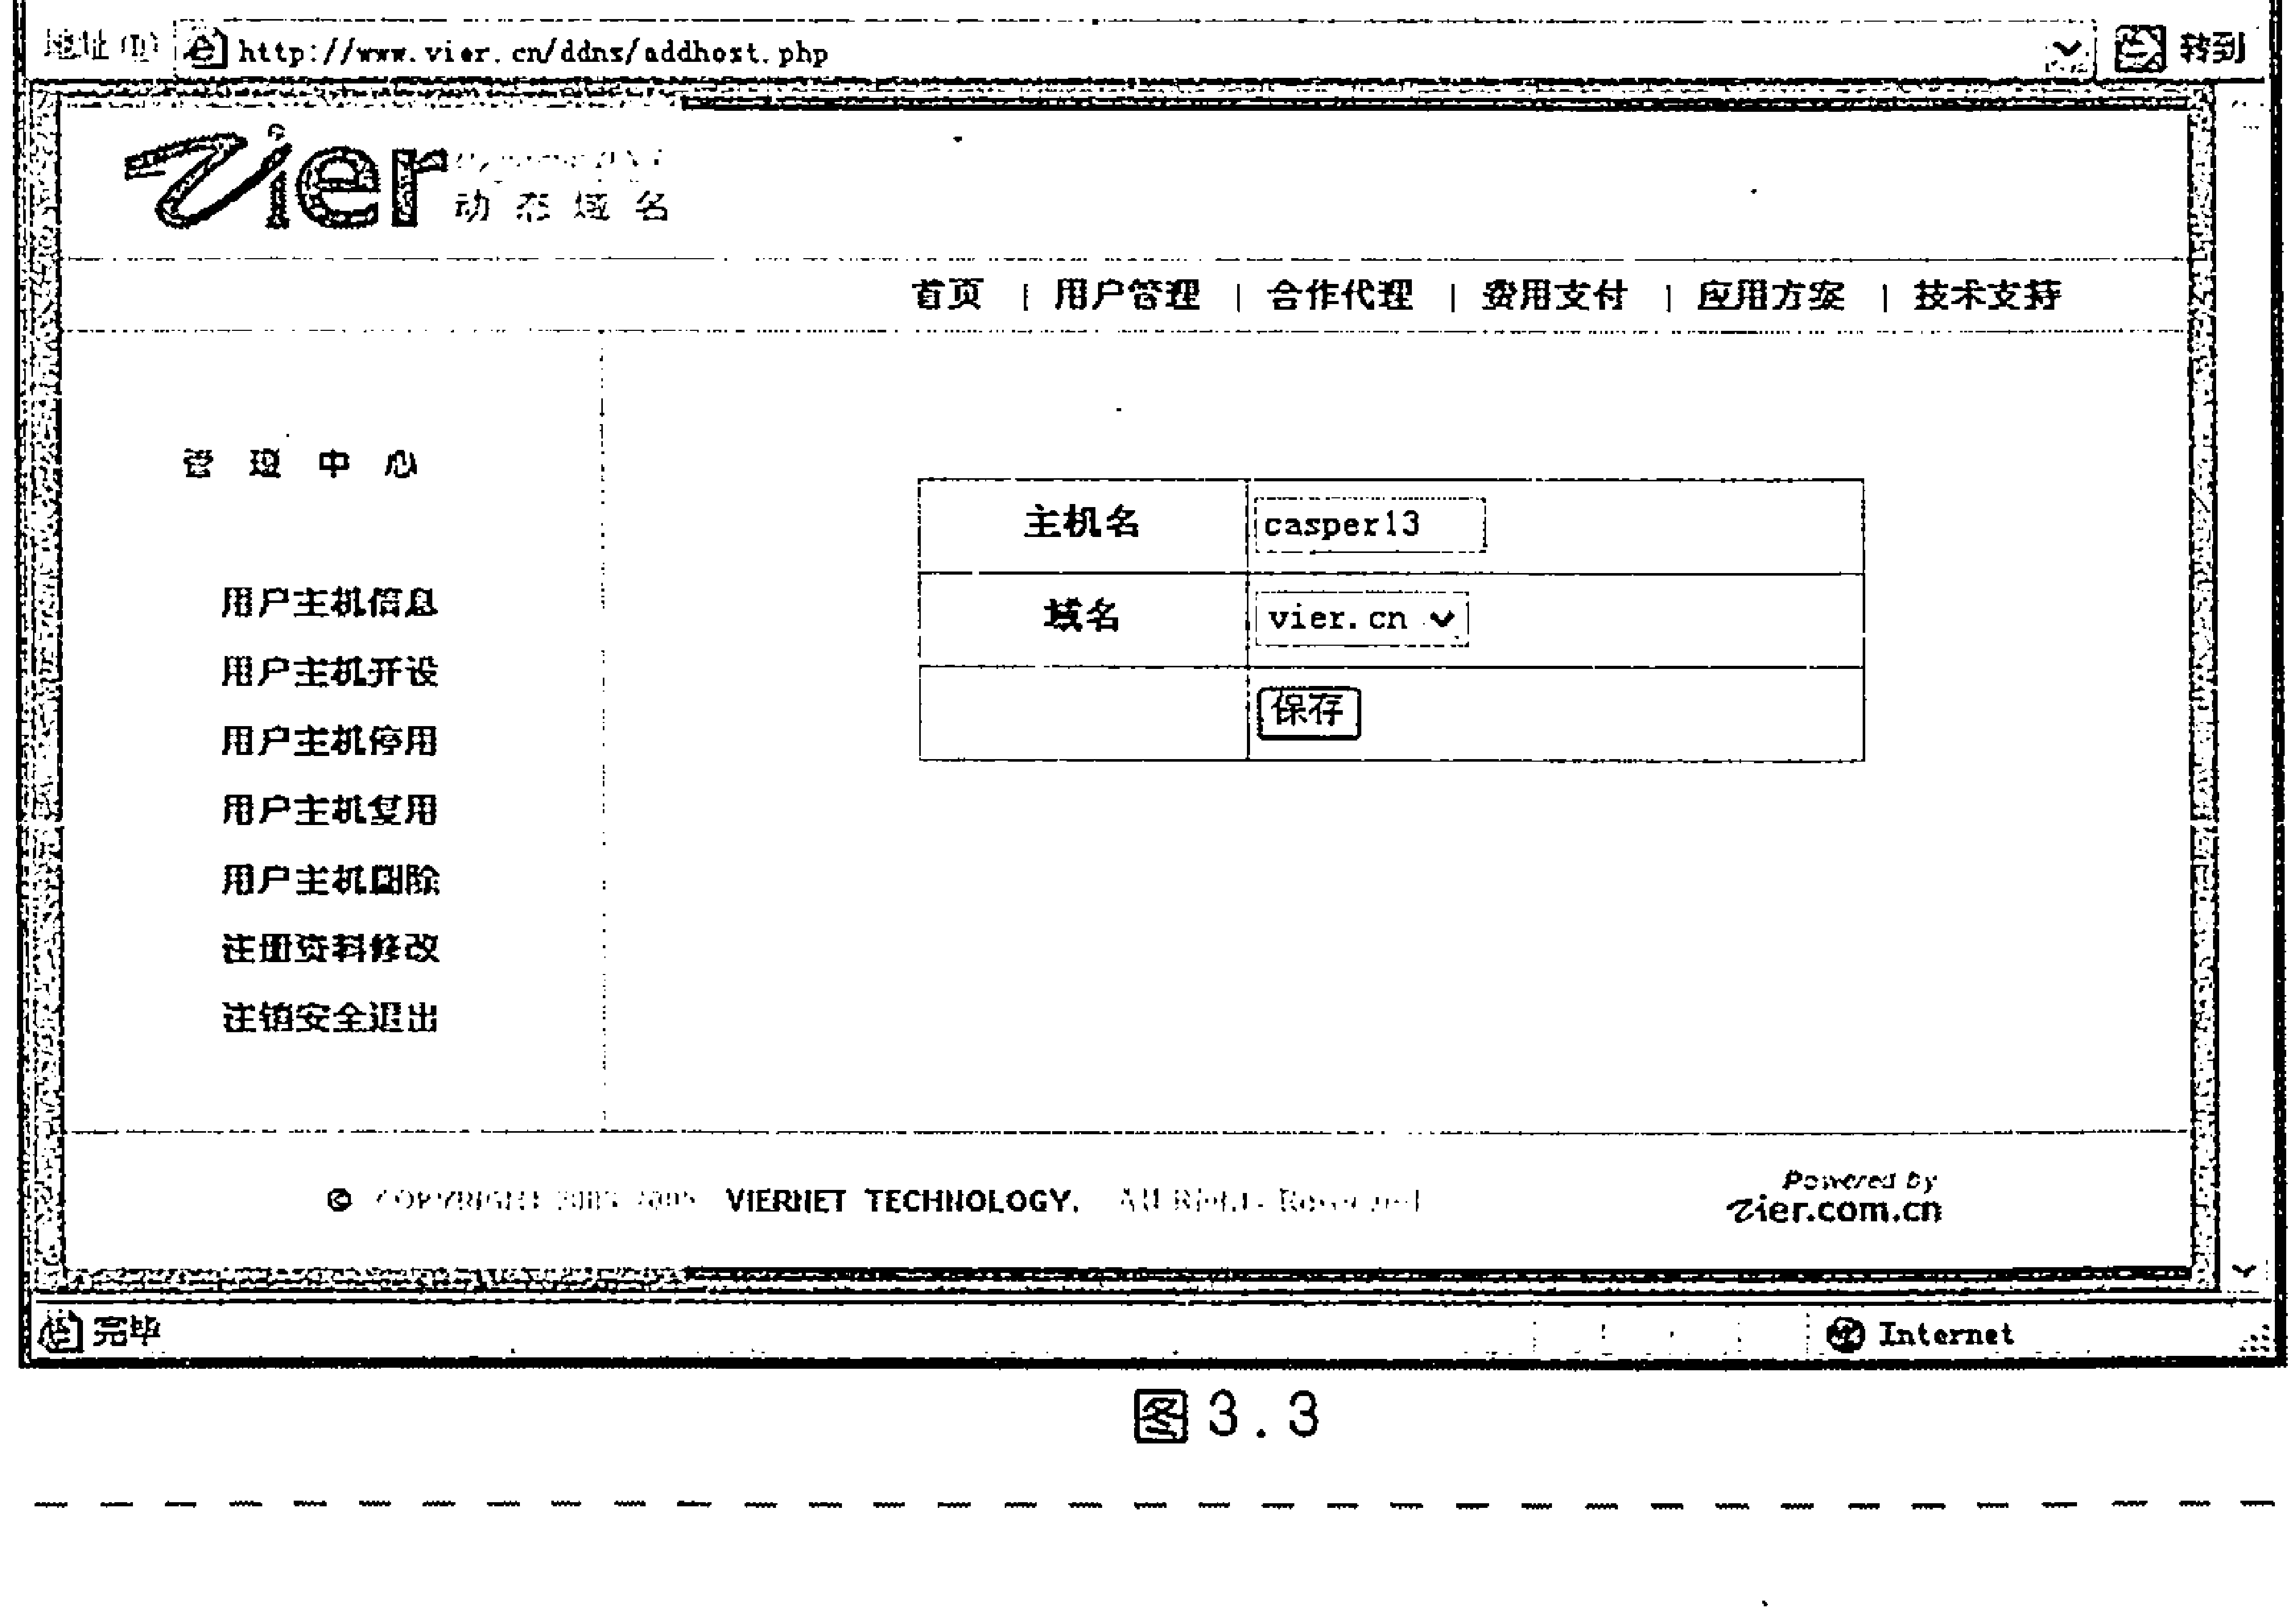 地址(D) http://www.vier.cn/ddns/addhost.php 转到
Vier
动态域名
首页 | 用户管理 | 合作代理 | 费用支付 | 应用方案 | 技术支持
管理中心
主机名 casper13
域名 vier.cn
保存
用户主机信息
用户主机开设
用户主机停用
用户主机复用
用户主机删除
注册资料修改
注销安全退出
© COPYRIGHT VIERNET TECHNOLOGY. All Rights Reserved
Powered by
Vier.com.cn
完毕 Internet
图3.3